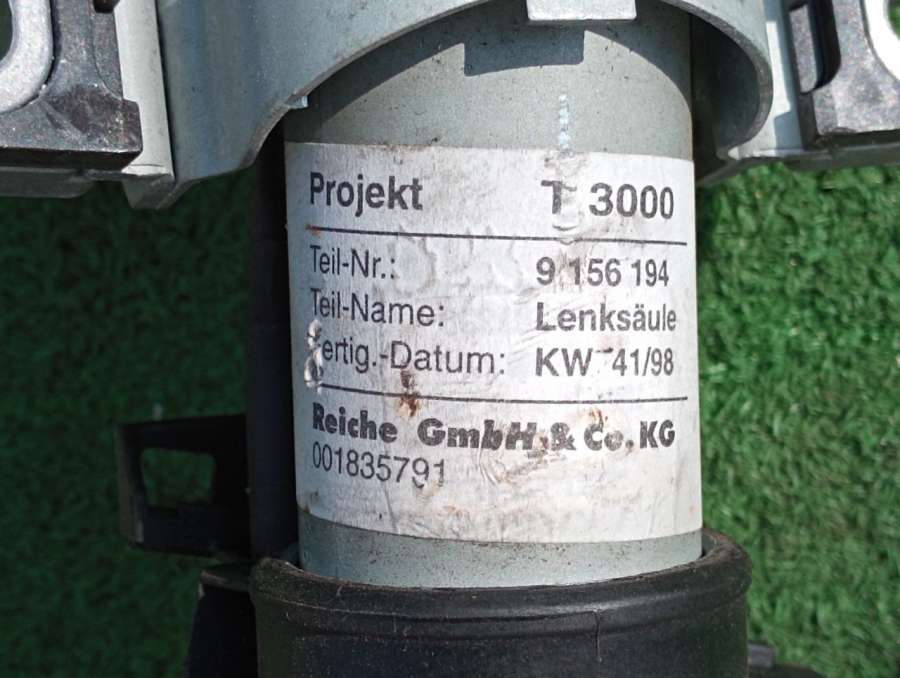 Projekt T 3000
Teil-Nr.: 9 156 194
Teil-Name: Lenksäule
Fertig.-Datum: KW 41/98
Reiche GmbH & Co. KG
001835791